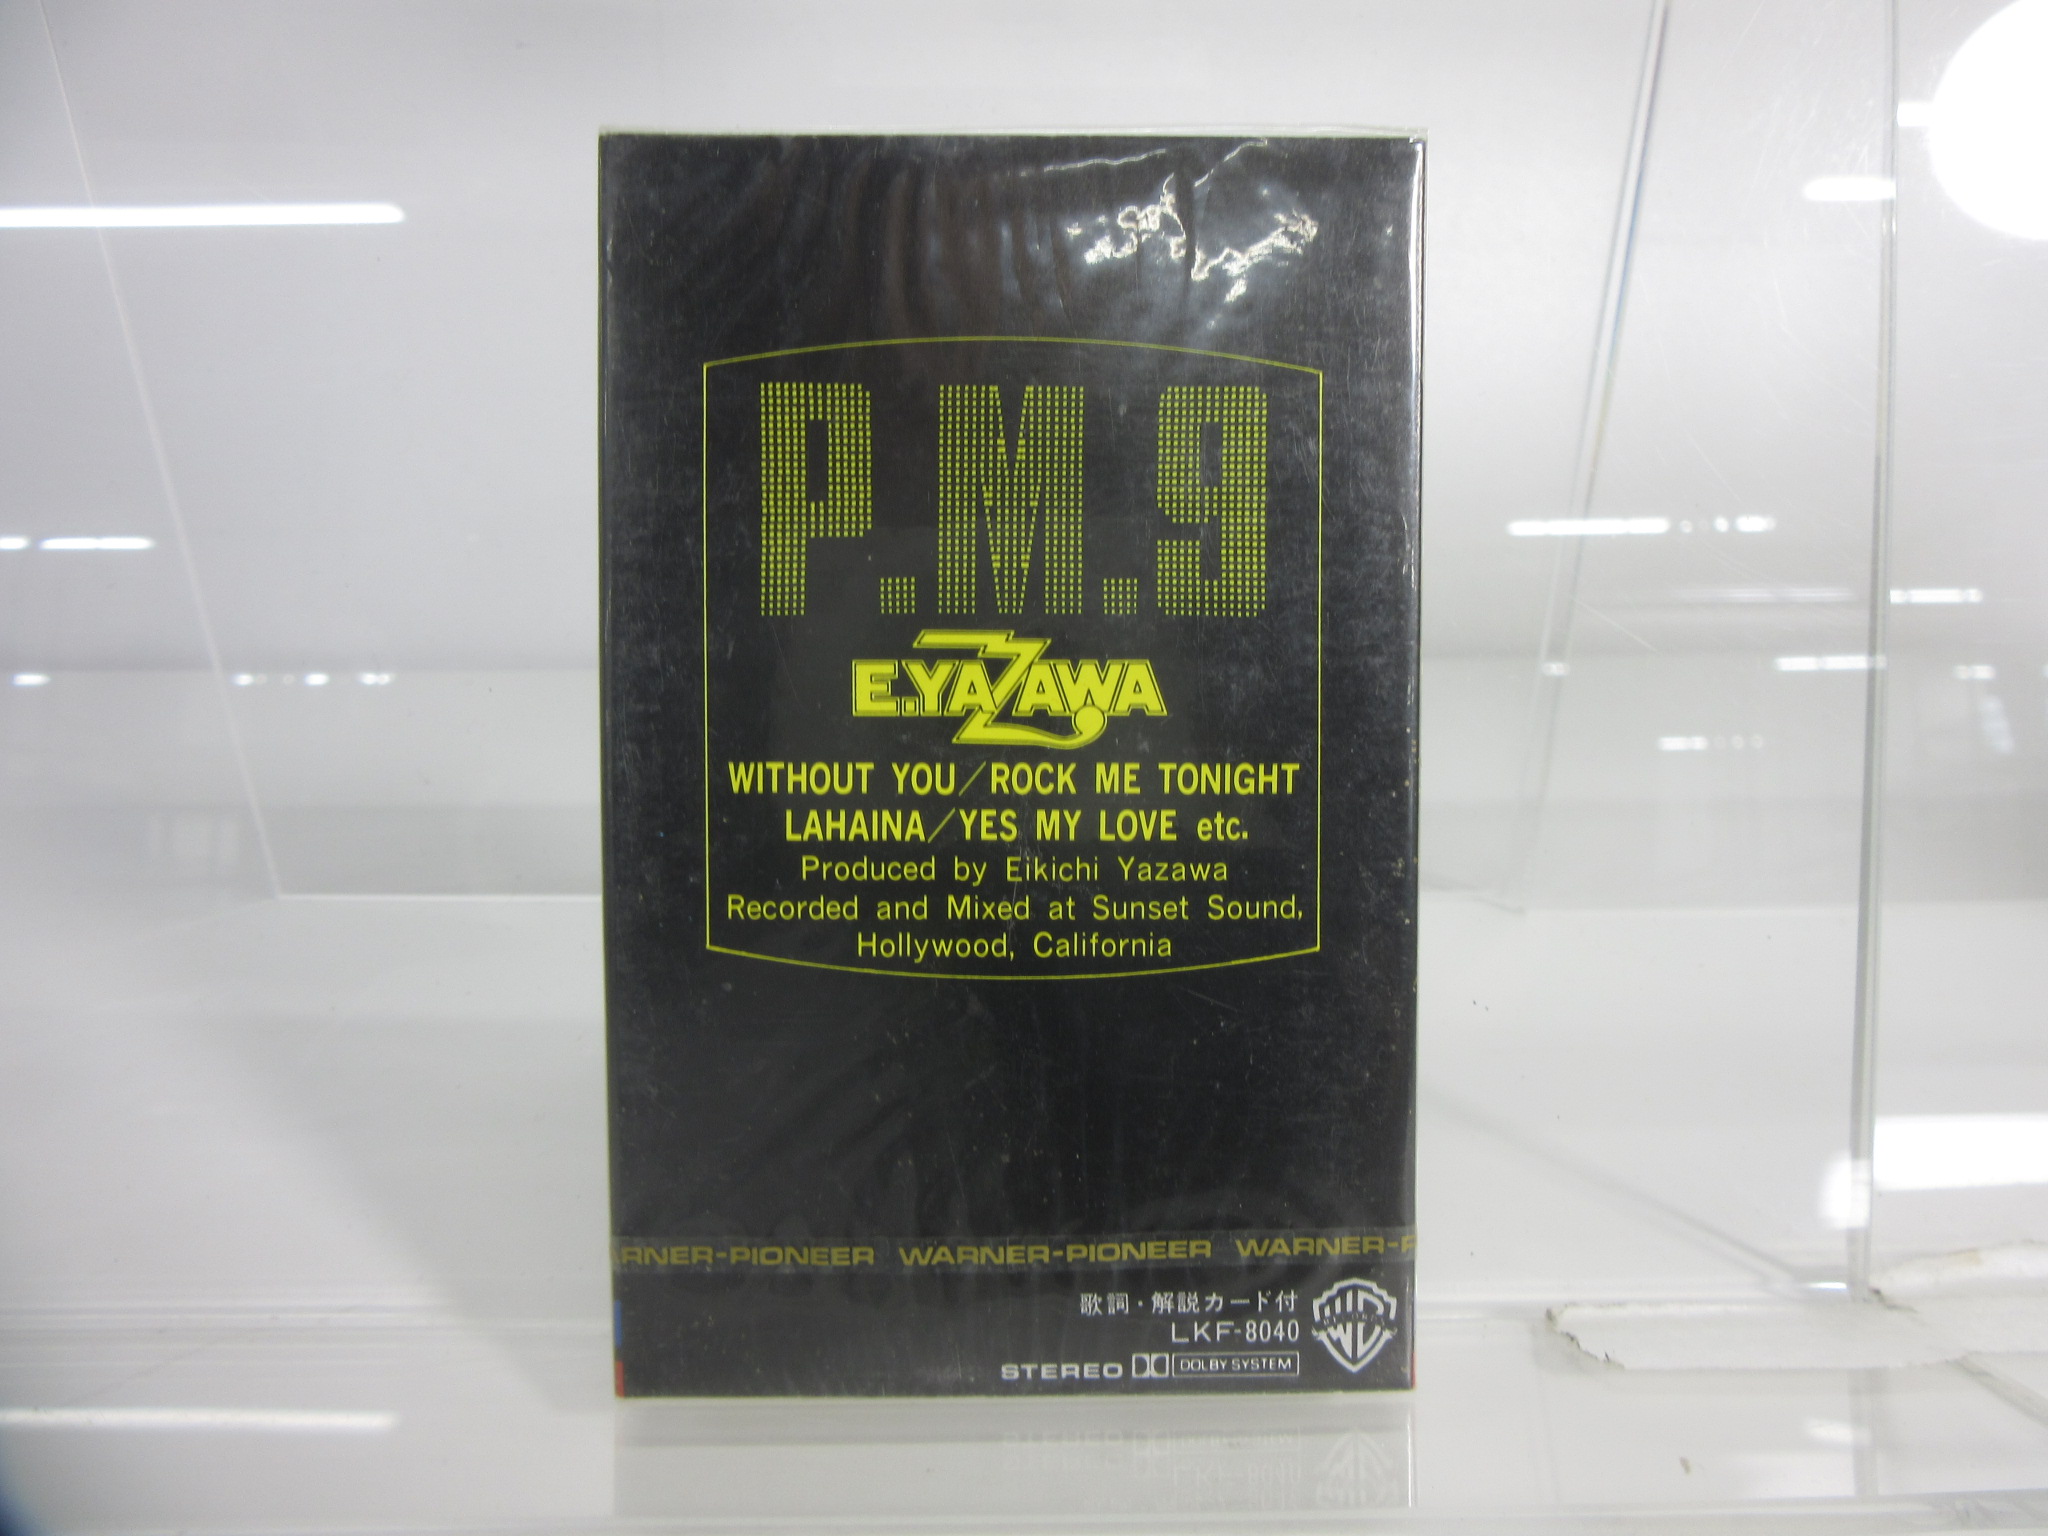 P.M.9
E.YAZAWA
WITHOUT YOU/ROCK ME TONIGHT
LAHAINA/YES MY LOVE etc.
Produced by Eikichi Yazawa
Recorded and Mixed at Sunset Sound,
Hollywood, California
ARNER-PIONEER WARNER-PIONEER WARNER-P
歌詞・解説カード付
LKF-8040
STEREO DOLBY SYSTEM